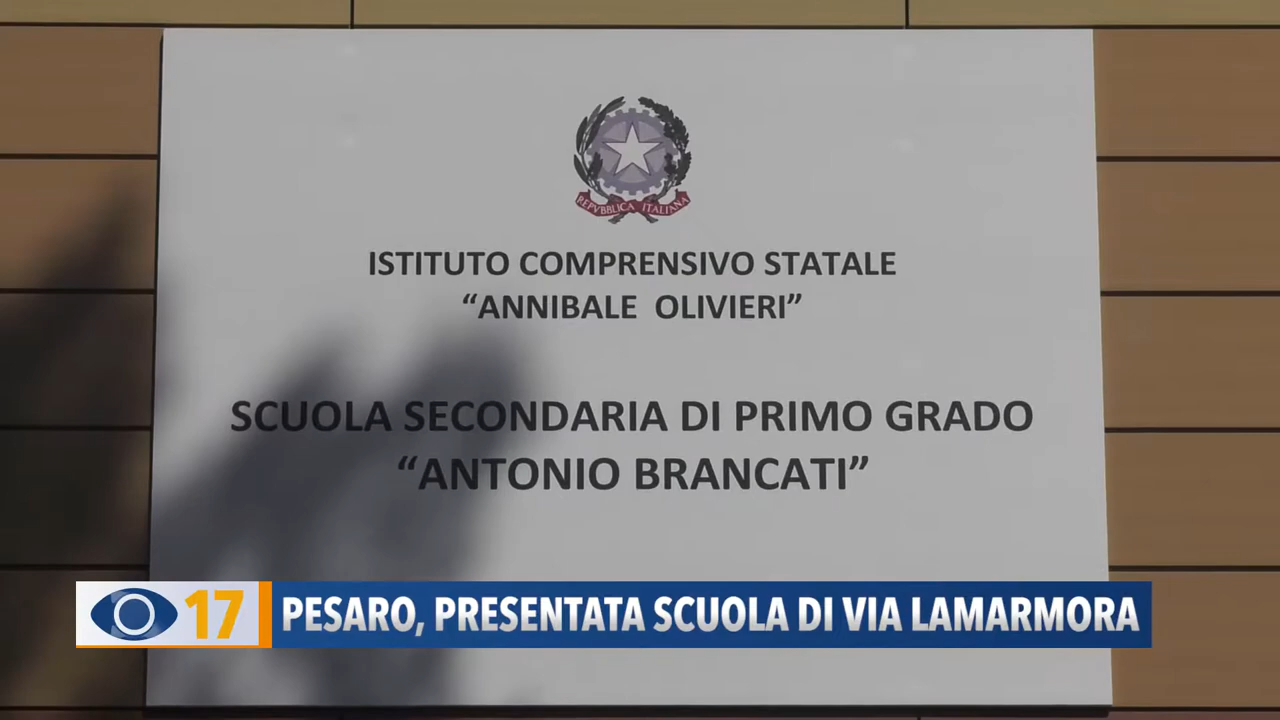 REPVBBLICA ITALIANA
ISTITUTO COMPRENSIVO STATALE
“ANNIBALE OLIVIERI”
SCUOLA SECONDARIA DI PRIMO GRADO
“ANTONIO BRANCATI”
17 PESARO, PRESENTATA SCUOLA DI VIA LAMARMORA